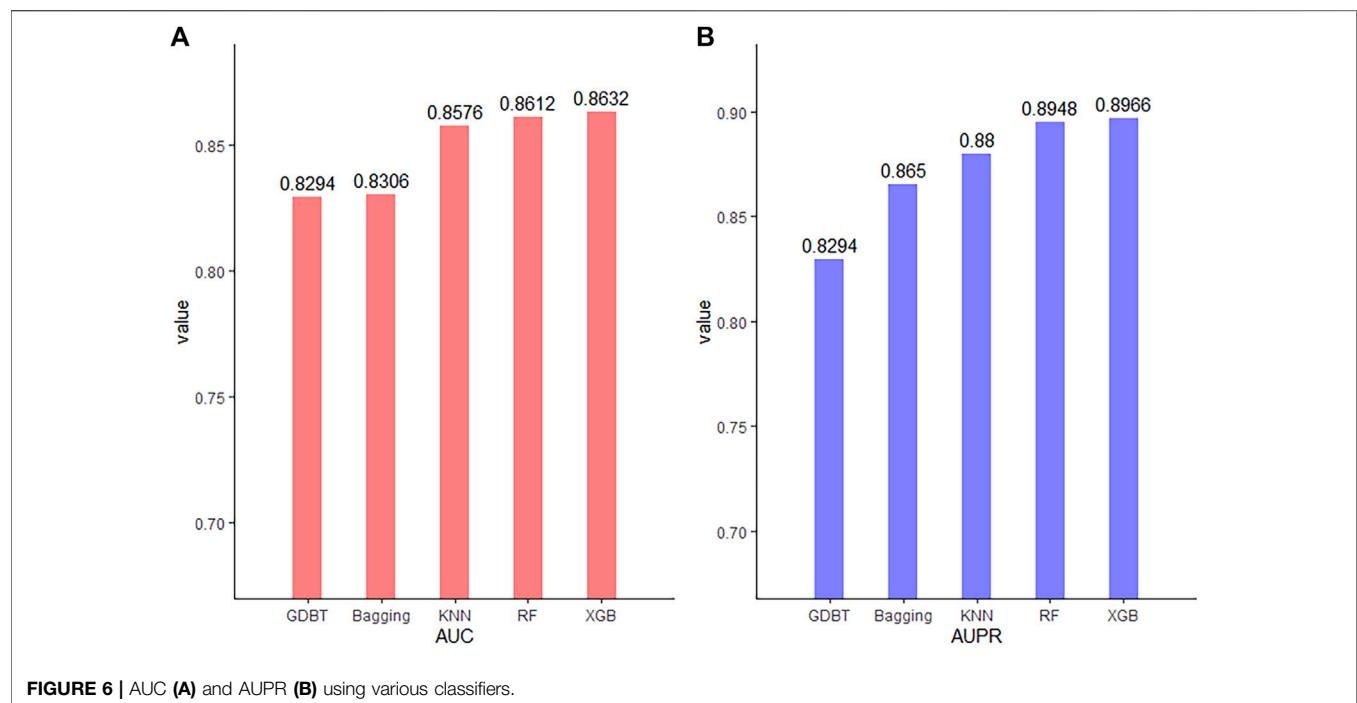 A
0.85
0.80
0.75
0.70
value
0.8294
0.8306
0.8576
0.8612
0.8632
GDBT Bagging KNN RF XGB
AUC
B
0.90
0.85
0.80
0.75
0.70
value
0.8294
0.865
0.88
0.8948
0.8966
GDBT Bagging KNN RF XGB
AUPR
FIGURE 6 | AUC (A) and AUPR (B) using various classifiers.